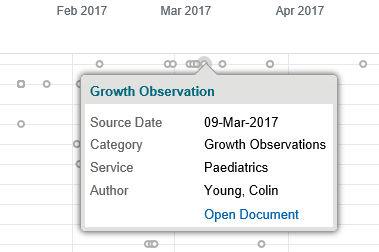 Feb 2017 Mar 2017 Apr 2017
Growth Observation
Source Date 09-Mar-2017
Category Growth Observations
Service Paediatrics
Author Young, Colin
Open Document